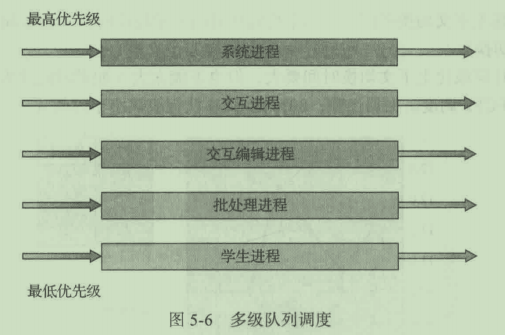 最高优先级
系统进程
交互进程
交互编辑进程
批处理进程
学生进程
最低优先级
图 5-6 多级队列调度